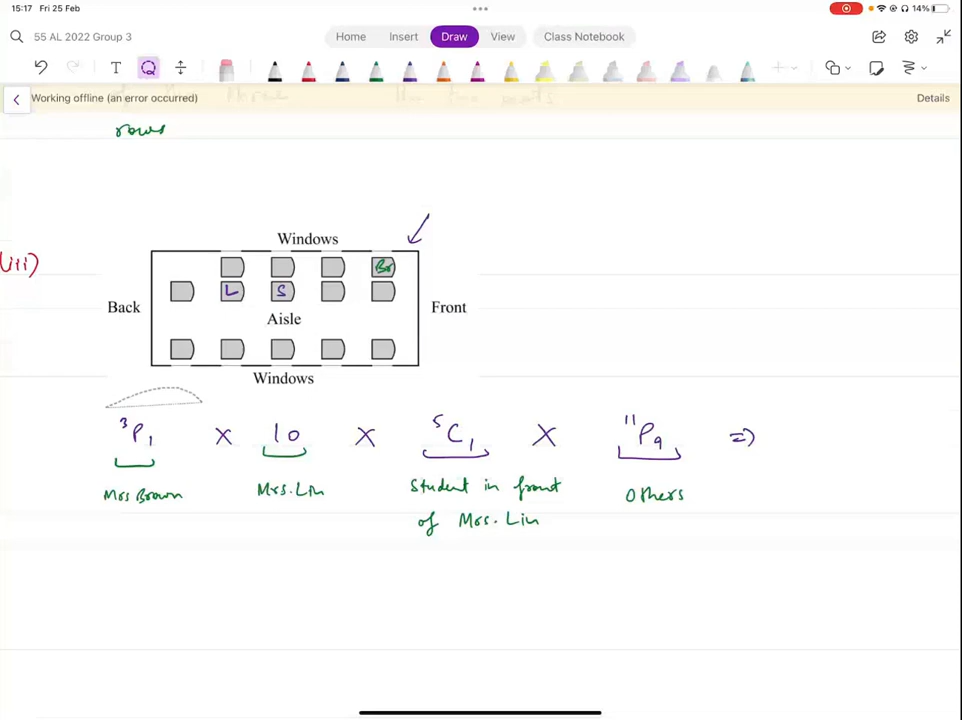 15:17 Fri 25 Feb
14%
55 AL 2022 Group 3
Home Insert Draw View Class Notebook
Working offline (an error occurred)
Details
rows
Windows
(iii)
Br
Back
L S
Front
Aisle
Windows
³P₁ × 10 × ⁵C₁ × ¹¹P₉ =>
Mrs Brown
Mrs. Lin
Student in front
of Mrs. Lin
Others